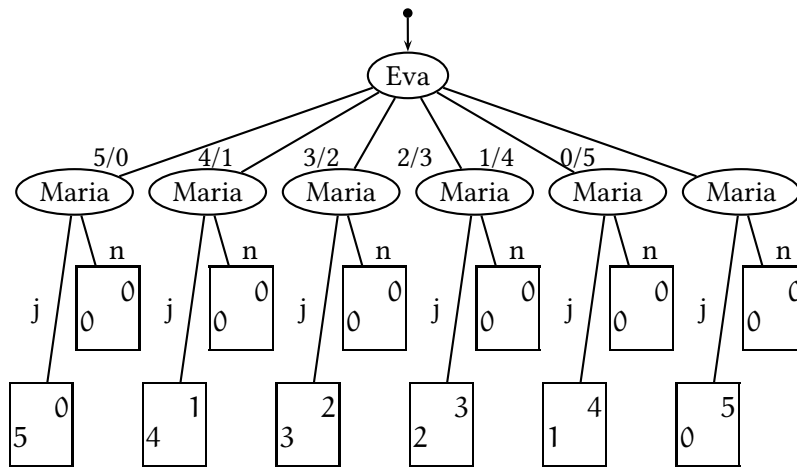 Eva
5/0 4/1 3/2 2/3 1/4 0/5
Maria Maria Maria Maria Maria Maria
n n n n n n
0 0 0 0 0 0
j j j j j j
0 0 0 0 0 0
0 1 2 3 4 5
5 4 3 2 1 0